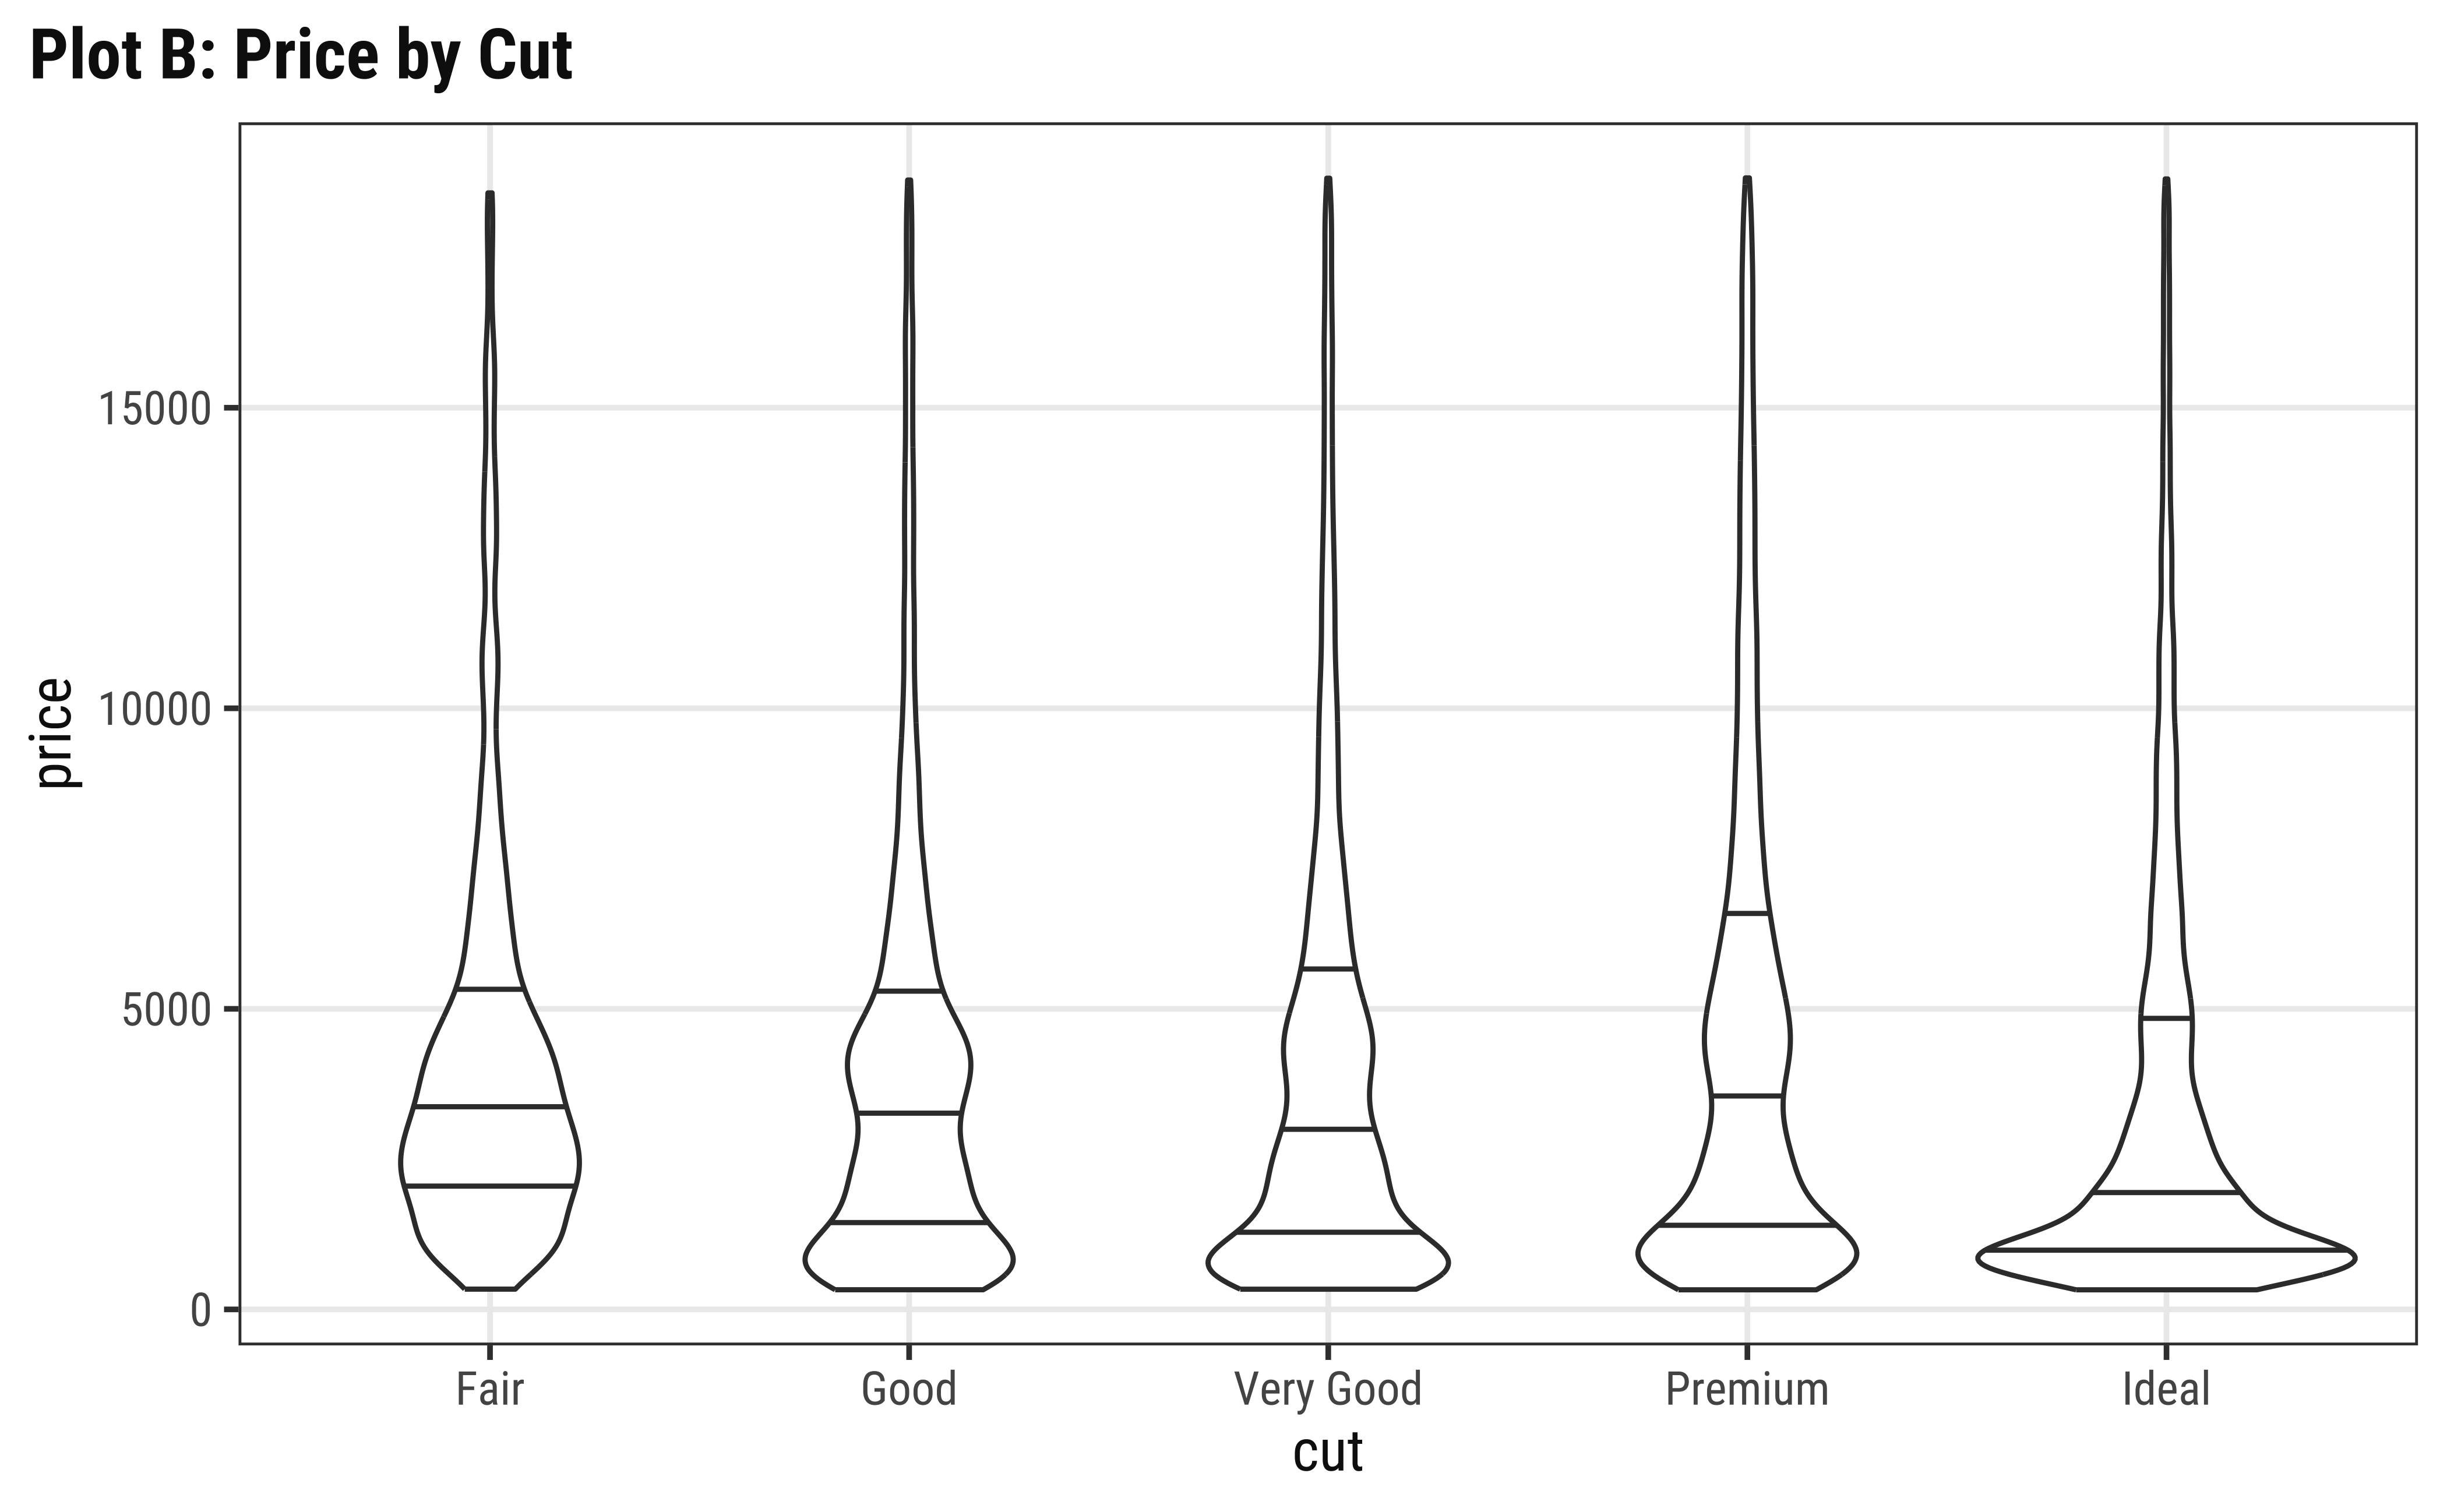 Plot B: Price by Cut
price
15000
10000
5000
0
Fair Good Very Good Premium Ideal
cut